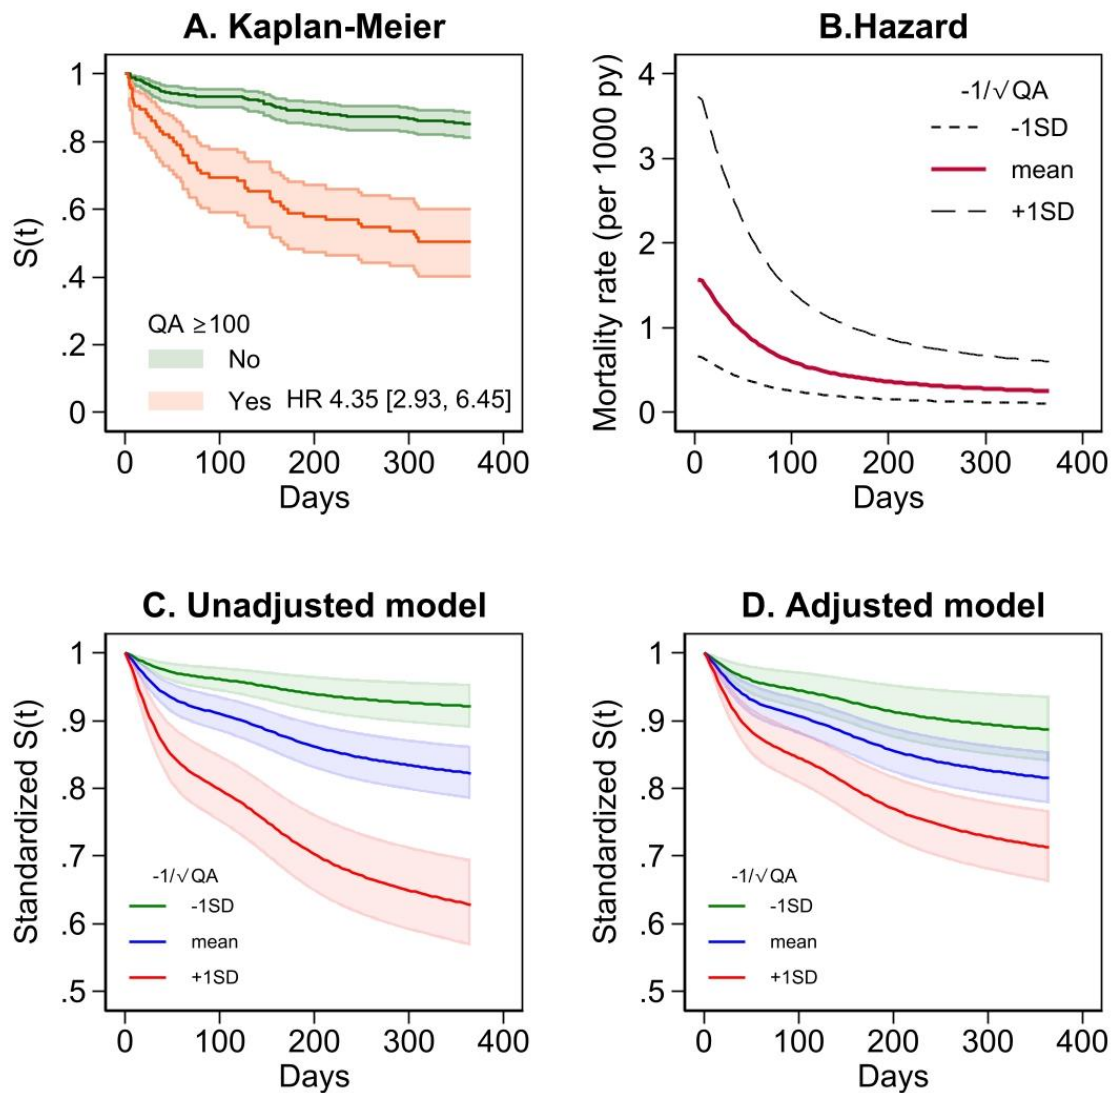 A. Kaplan-Meier
S(t)
1
.8
.6
.4
.2
0
QA ≥100
No
Yes HR 4.35 [2.93, 6.45]
0 100 200 300 400
Days
B.Hazard
Mortality rate (per 1000 py)
4
3
2
1
0
-1/√QA
-1SD
mean
+1SD
0 100 200 300 400
Days
C. Unadjusted model
Standardized S(t)
1
.9
.8
.7
.6
.5
-1/√QA
-1SD
mean
+1SD
0 100 200 300 400
Days
D. Adjusted model
Standardized S(t)
1
.9
.8
.7
.6
.5
-1/√QA
-1SD
mean
+1SD
0 100 200 300 400
Days